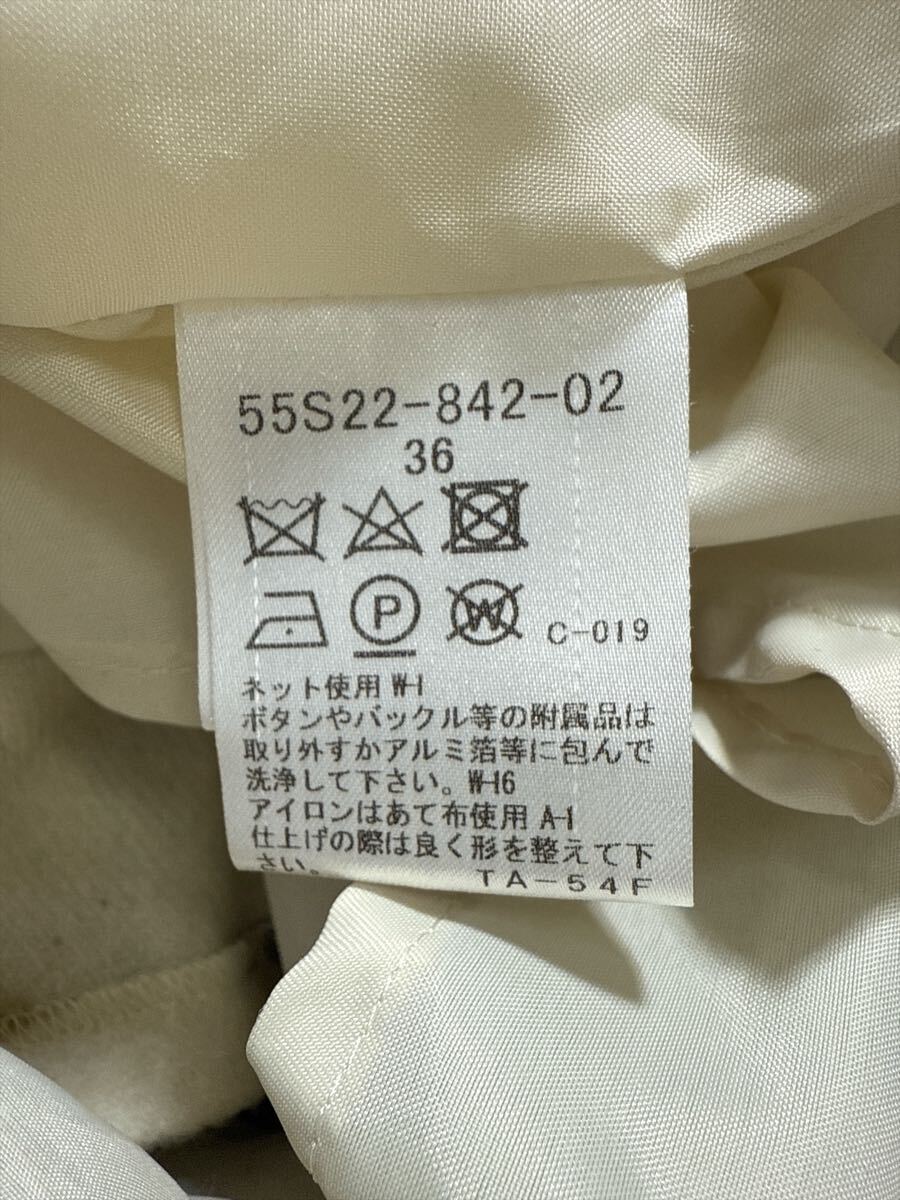 55S22-842-02
36
P W C-019
ネット使用 W-1
ボタンやバックル等の附属品は
取り外すかアルミ箔等に包んで
洗浄して下さい。W-16
アイロンはあて布使用 A-1
仕上げの際は良く形を整えて下
さい。 TA-54F